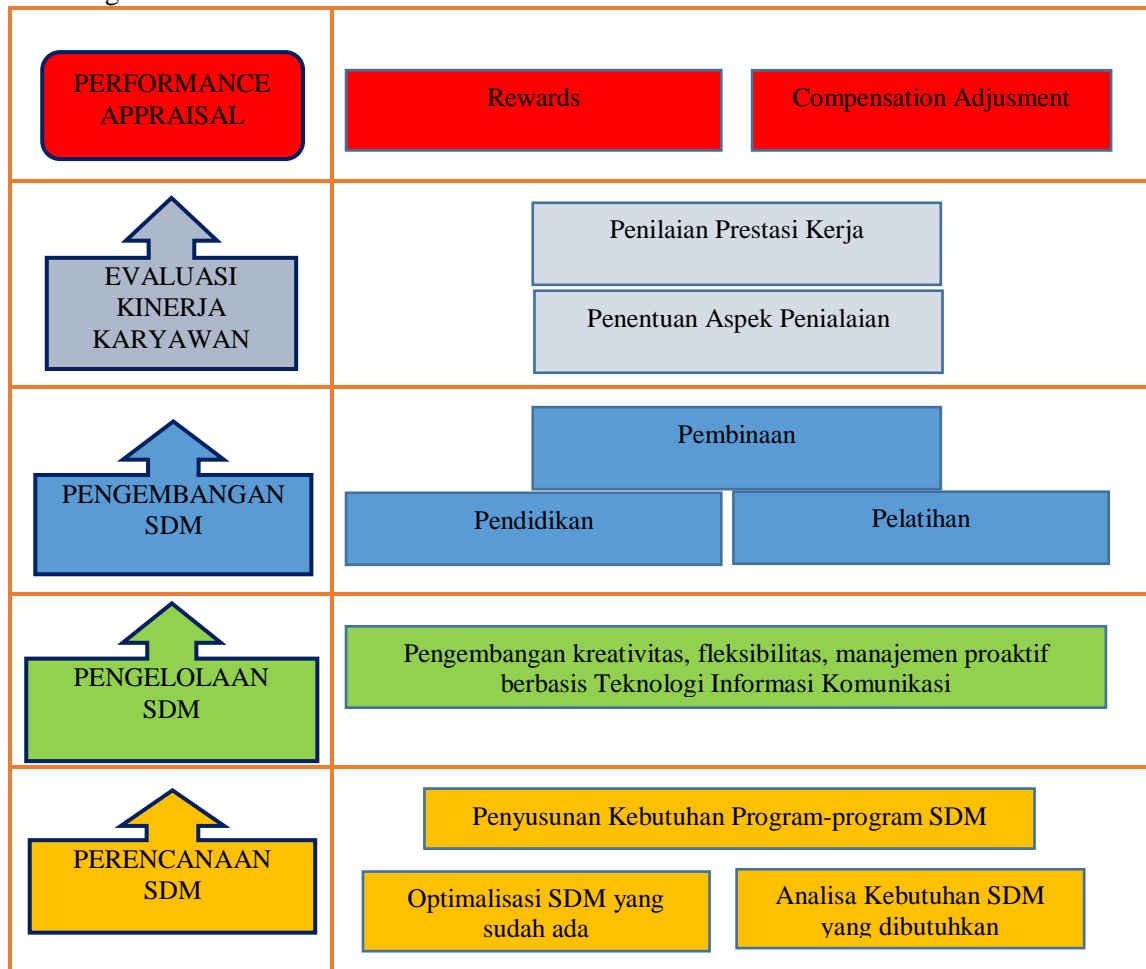 PERFORMANCE
APPRAISAL
Rewards
Compensation Adjusment
EVALUASI
KINERJA
KARYAWAN
Penilaian Prestasi Kerja
Penentuan Aspek Penialaian
PENGEMBANGAN
SDM
Pembinaan
Pendidikan
Pelatihan
PENGELOLAAN
SDM
Pengembangan kreativitas, fleksibilitas, manajemen proaktif
berbasis Teknologi Informasi Komunikasi
PERENCANAAN
SDM
Penyusunan Kebutuhan Program-program SDM
Optimalisasi SDM yang
sudah ada
Analisa Kebutuhan SDM
yang dibutuhkan